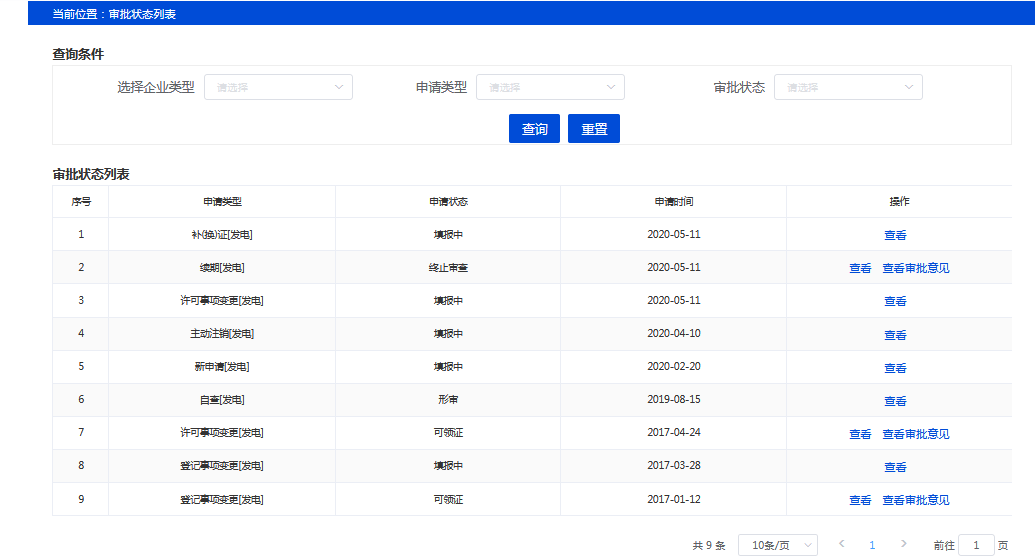 当前位置：审批状态列表
查询条件
选择企业类型 请选择 申请类型 请选择 审批状态 请选择
查询 重置
审批状态列表
序号 申请类型 申请状态 申请时间 操作
1 补(换)证[发电] 填报中 2020-05-11 查看
2 续期[发电] 终止审查 2020-05-11 查看 查看审批意见
3 许可事项变更[发电] 填报中 2020-05-11 查看
4 主动注销[发电] 填报中 2020-04-10 查看
5 新申请[发电] 填报中 2020-02-20 查看
6 自查[发电] 形审 2019-08-15 查看
7 许可事项变更[发电] 可领证 2017-04-24 查看 查看审批意见
8 登记事项变更[发电] 填报中 2017-03-28 查看
9 登记事项变更[发电] 可领证 2017-01-12 查看 查看审批意见
共 9 条 10条/页 1 前往 1 页